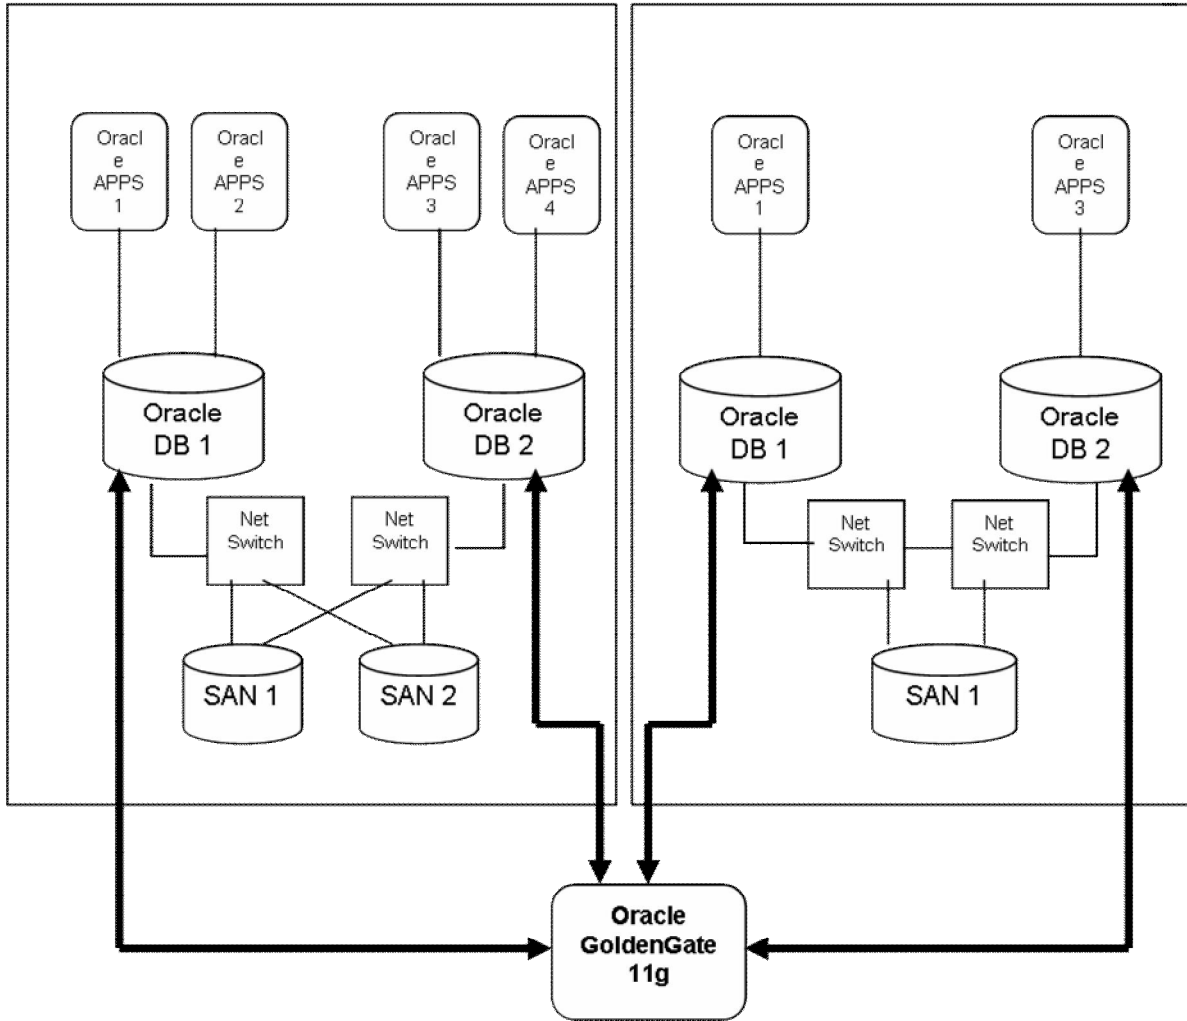 Oracl
e
APPS
1
Oracl
e
APPS
2
Oracl
e
APPS
3
Oracl
e
APPS
4
Oracl
e
APPS
1
Oracl
e
APPS
3
Oracle
DB 1
Oracle
DB 2
Oracle
DB 1
Oracle
DB 2
Net
Switch
Net
Switch
Net
Switch
Net
Switch
SAN 1
SAN 2
SAN 1
Oracle
GoldenGate
11g